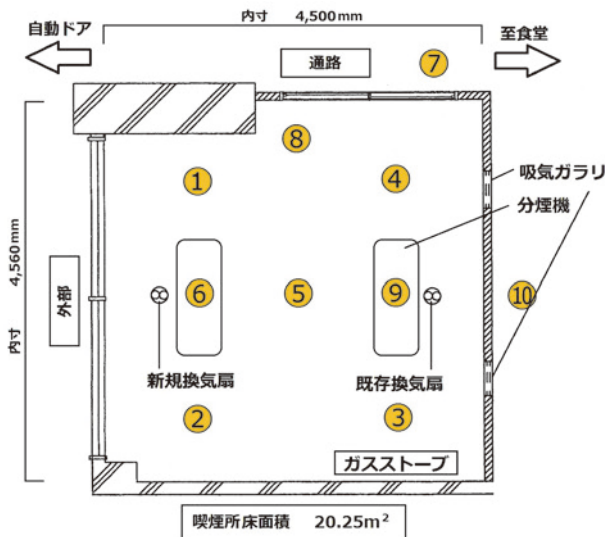 内寸 4,500mm
自動ドア
至食堂
通路
⑦
⑧
①
④
吸気ガラリ
分煙機
内寸 4,560mm
外部
⑥
⑤
⑨
⑩
新規換気扇
既存換気扇
②
③
ガスストーブ
喫煙所床面積 20.25m²